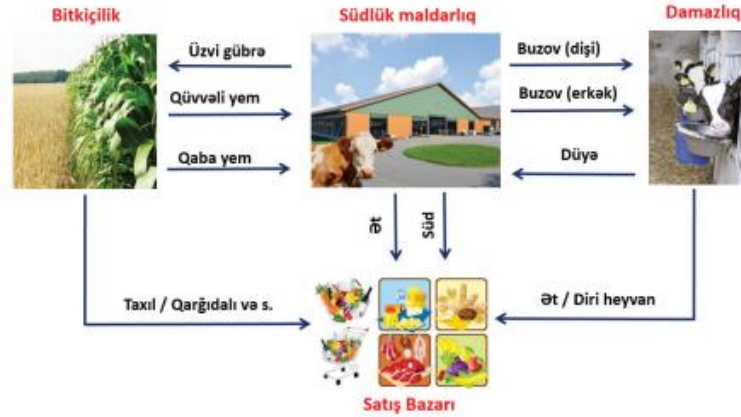 Bitkiçilik
Südlük maldarlıq
Damazlıq
Üzvi gübrə
Buzov (dişi)
Qüvvəli yem
Buzov (erkək)
Qaba yem
Düyə
Ət
Süd
Taxıl / Qarğıdalı və s.
Ət / Diri heyvan
Satış Bazarı